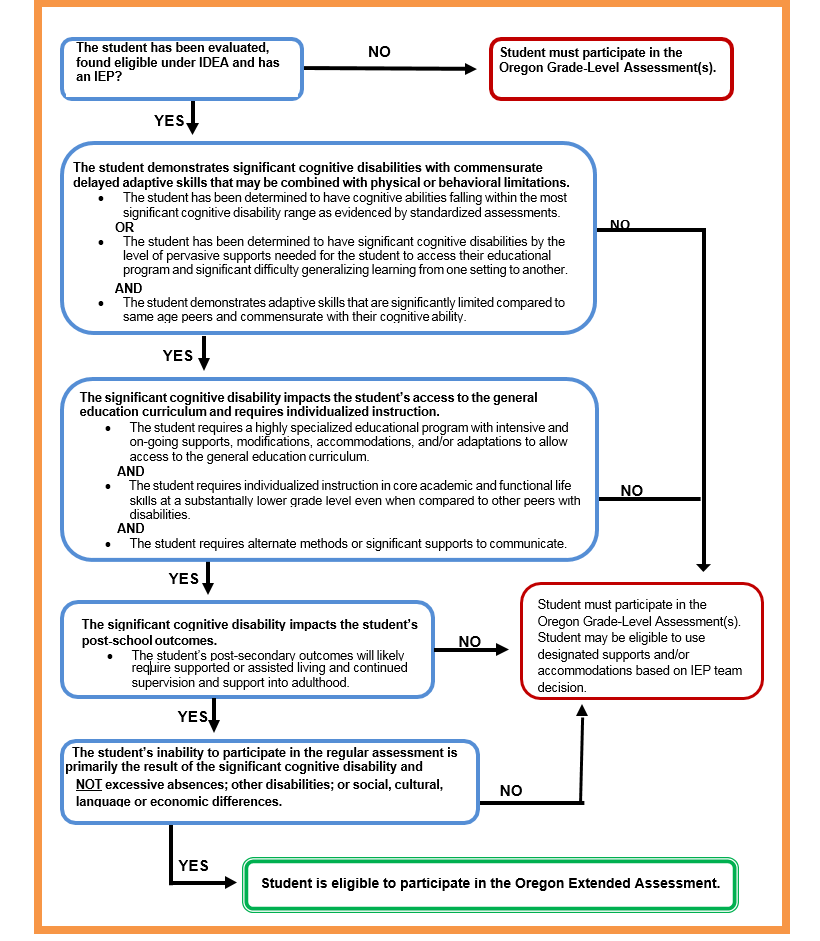 The student has been evaluated,
found eligible under IDEA and has
an IEP?
NO
Student must participate in the
Oregon Grade-Level Assessment(s).
YES
The student demonstrates significant cognitive disabilities with commensurate
delayed adaptive skills that may be combined with physical or behavioral limitations.
• The student has been determined to have cognitive abilities falling within the most
significant cognitive disability range as evidenced by standardized assessments.
OR
• The student has been determined to have significant cognitive disabilities by the
level of pervasive supports needed for the student to access their educational
program and significant difficulty generalizing learning from one setting to another.
AND
• The student demonstrates adaptive skills that are significantly limited compared to
same age peers and commensurate with their cognitive ability.
NO
YES
The significant cognitive disability impacts the student's access to the general
education curriculum and requires individualized instruction.
• The student requires a highly specialized educational program with intensive and
on-going supports, modifications, accommodations, and/or adaptations to allow
access to the general education curriculum.
AND
• The student requires individualized instruction in core academic and functional life
skills at a substantially lower grade level even when compared to other peers with
disabilities.
AND
• The student requires alternate methods or significant supports to communicate.
NO
YES
The significant cognitive disability impacts the student's
post-school outcomes.
• The student's post-secondary outcomes will likely
require supported or assisted living and continued
supervision and support into adulthood.
NO
Student must participate in the
Oregon Grade-Level Assessment(s).
Student may be eligible to use
designated supports and/or
accommodations based on IEP team
decision.
YES
The student's inability to participate in the regular assessment is
primarily the result of the significant cognitive disability and
NOT excessive absences; other disabilities; or social, cultural,
language or economic differences.
NO
YES
Student is eligible to participate in the Oregon Extended Assessment.